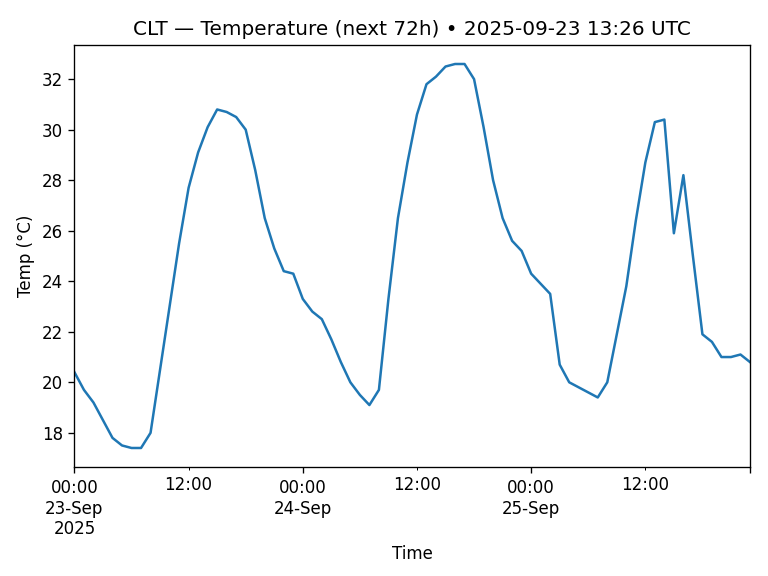 CLT — Temperature (next 72h) • 2025-09-23 13:26 UTC
Temp (°C)
32
30
28
26
24
22
20
18
00:00 12:00 00:00 12:00 00:00 12:00
23-Sep 24-Sep 25-Sep
2025
Time